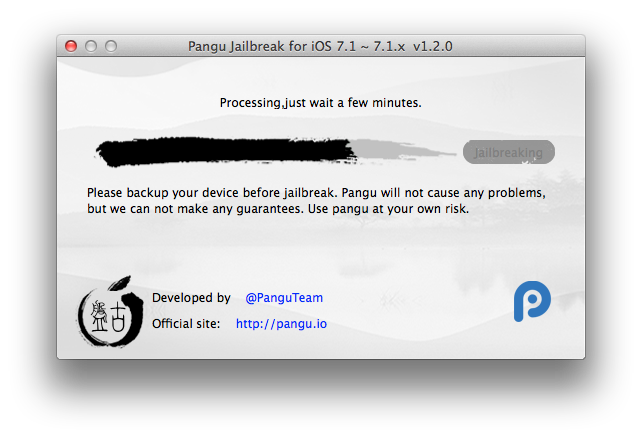 Pangu Jailbreak for iOS 7.1 ~ 7.1.x  v1.2.0
Processing,just wait a few minutes.
Jailbreaking
Please backup your device before jailbreak. Pangu will not cause any problems,
but we can not make any guarantees. Use pangu at your own risk.
盤古
Developed by @PanguTeam
Official site: http://pangu.io